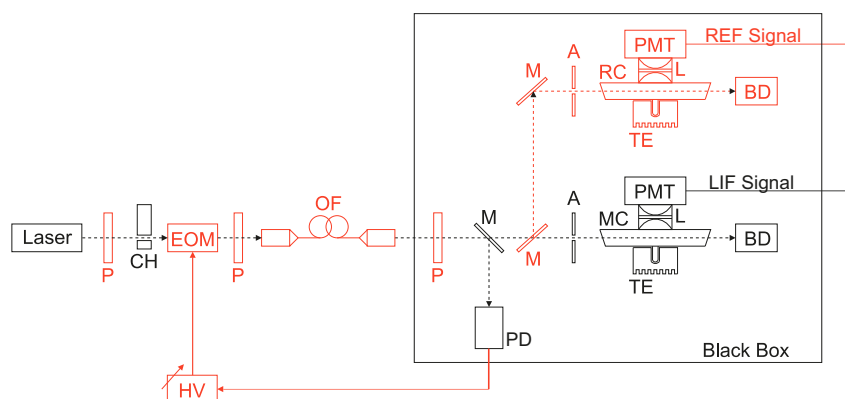 PMT
REF Signal
A
M
RC
L
BD
TE
PMT
LIF Signal
A
OF
M
MC
L
Laser
EOM
BD
P
CH
P
P
M
TE
PD
Black Box
HV